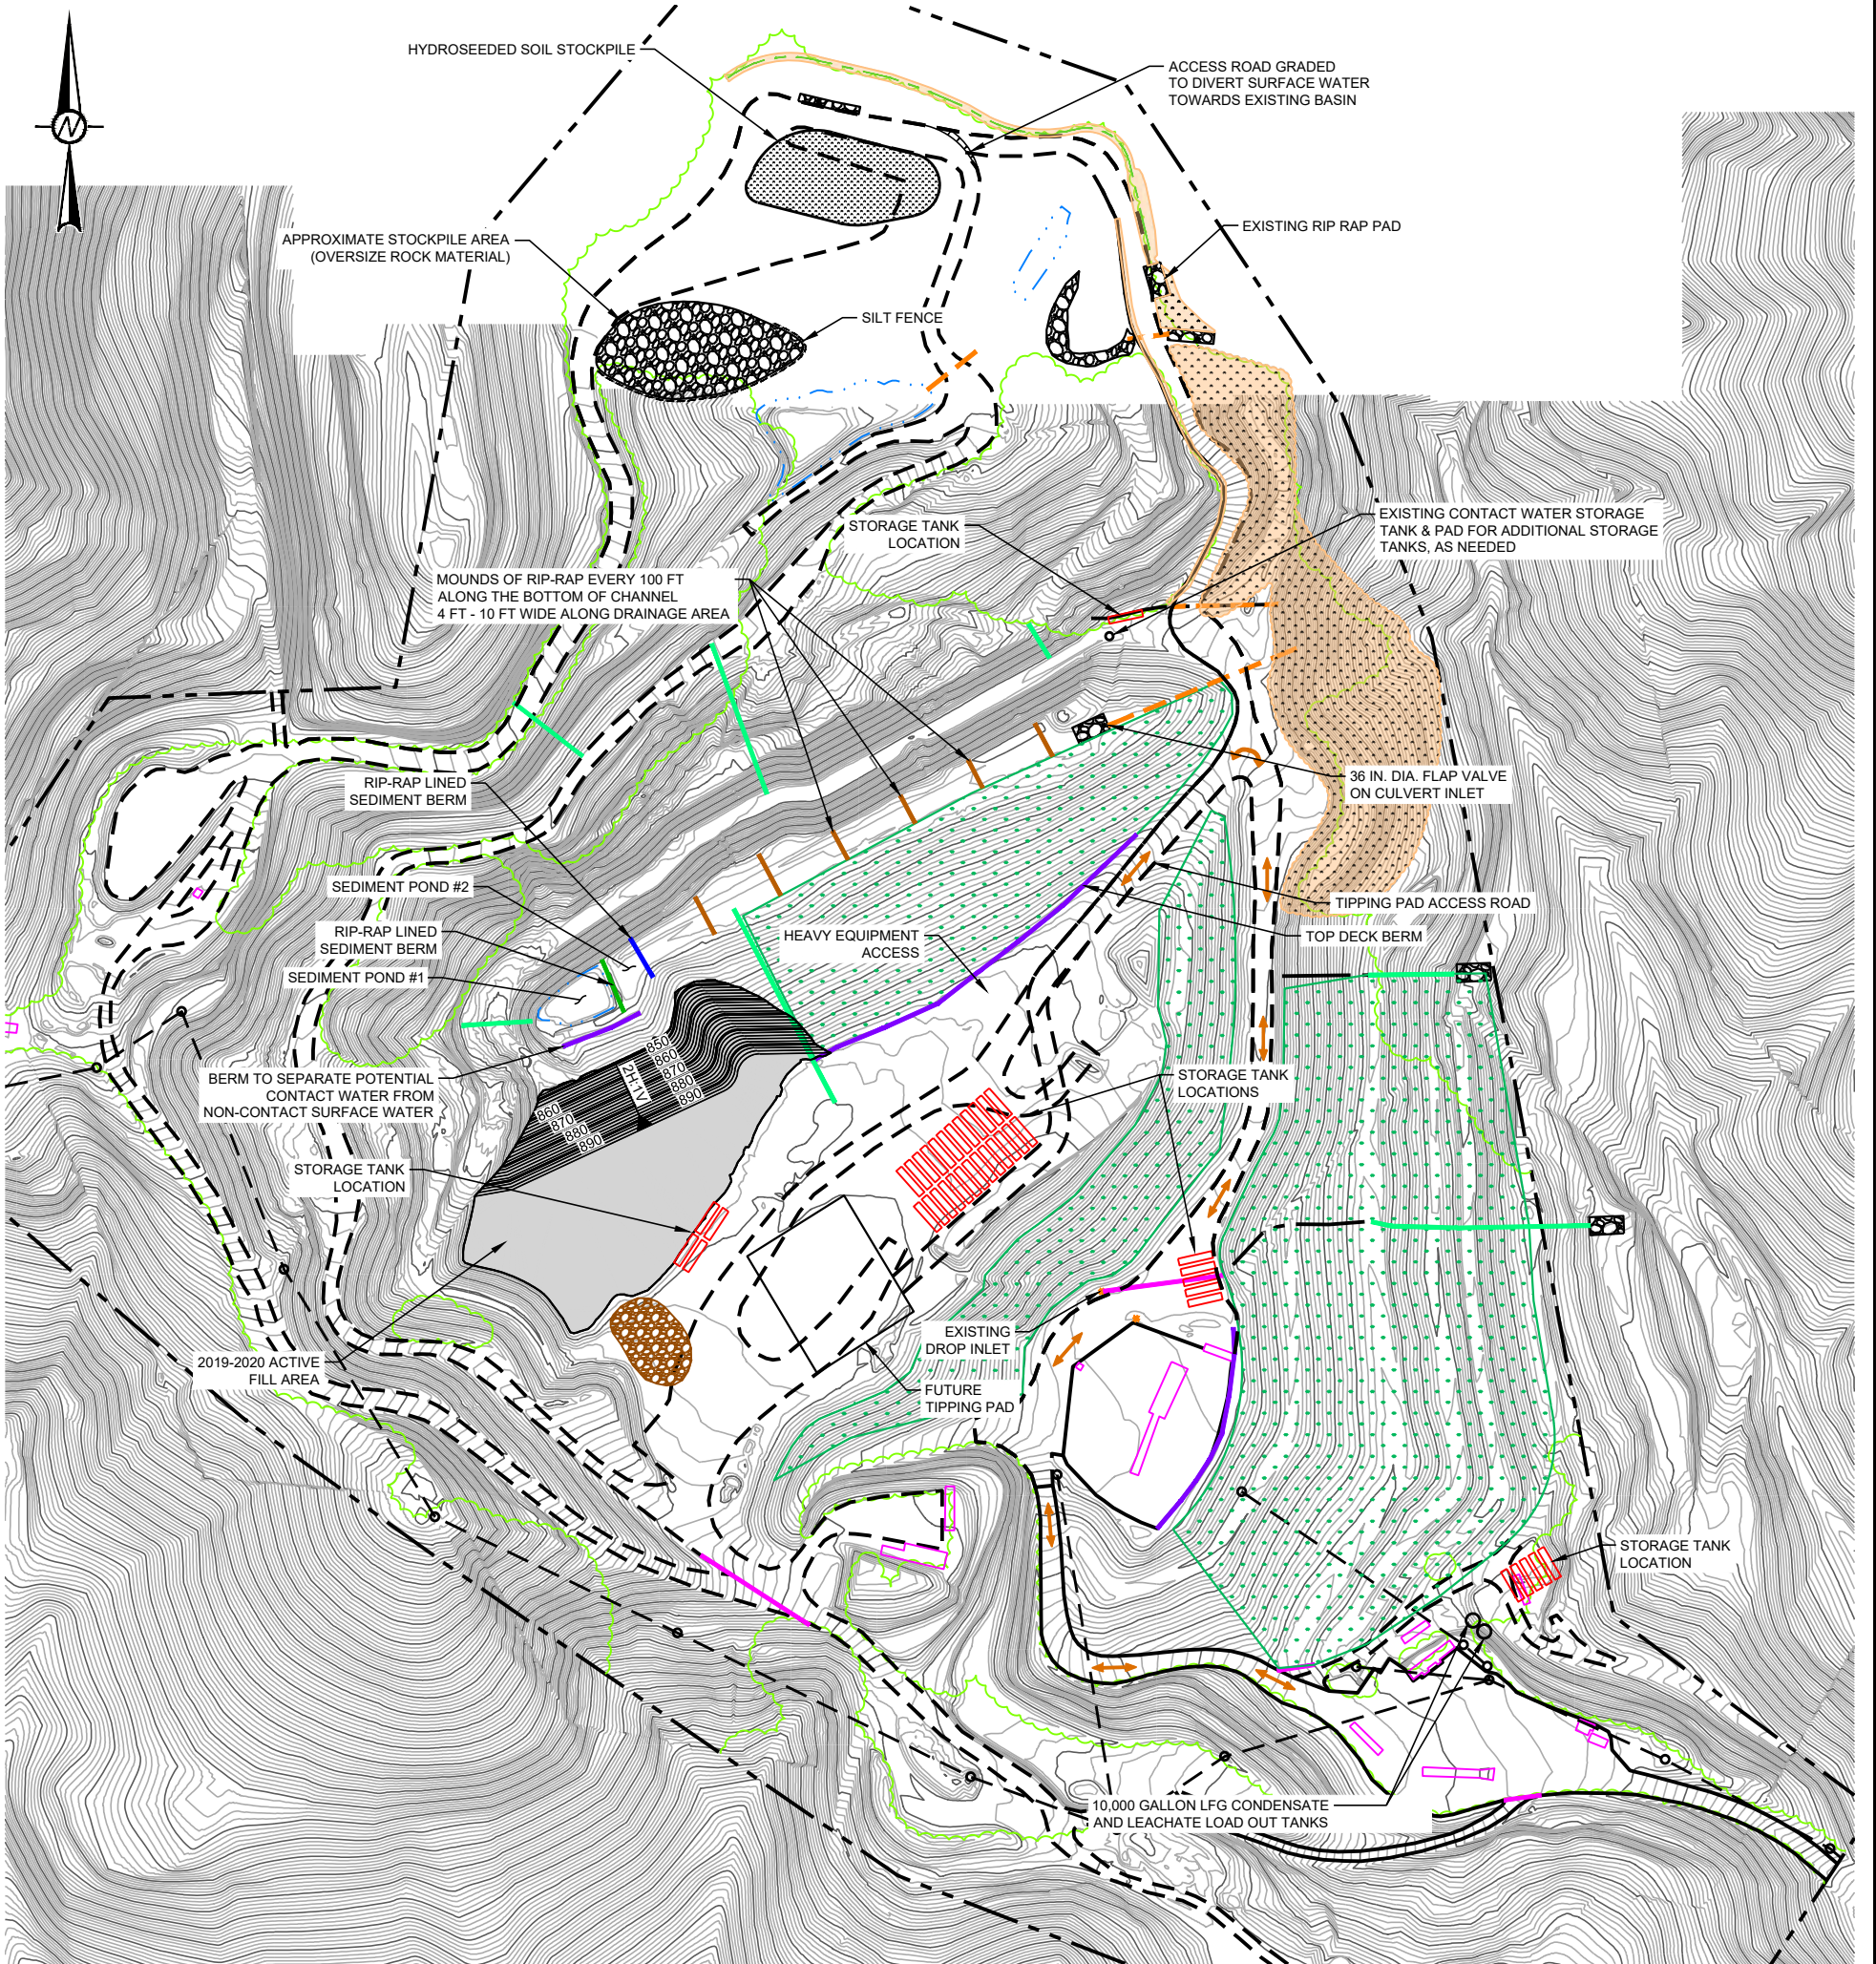 HYDROSEEDED SOIL STOCKPILE
ACCESS ROAD GRADED
TO DIVERT SURFACE WATER
TOWARDS EXISTING BASIN
N
EXISTING RIP RAP PAD
APPROXIMATE STOCKPILE AREA
(OVERSIZE ROCK MATERIAL)
SILT FENCE
STORAGE TANK
LOCATION
EXISTING CONTACT WATER STORAGE
TANK & PAD FOR ADDITIONAL STORAGE
TANKS, AS NEEDED
MOUNDS OF RIP-RAP EVERY 100 FT
ALONG THE BOTTOM OF CHANNEL
4 FT - 10 FT WIDE ALONG DRAINAGE AREA
RIP-RAP LINED
SEDIMENT BERM
36 IN. DIA. FLAP VALVE
ON CULVERT INLET
SEDIMENT POND #2
TIPPING PAD ACCESS ROAD
RIP-RAP LINED
SEDIMENT BERM
HEAVY EQUIPMENT
ACCESS
TOP DECK BERM
SEDIMENT POND #1
850
860
870
880
890
2H:1V
860
870
880
890
BERM TO SEPARATE POTENTIAL
CONTACT WATER FROM
NON-CONTACT SURFACE WATER
STORAGE TANK
LOCATIONS
STORAGE TANK
LOCATION
EXISTING
DROP INLET
2019-2020 ACTIVE
FILL AREA
FUTURE
TIPPING PAD
STORAGE TANK
LOCATION
10,000 GALLON LFG CONDENSATE
AND LEACHATE LOAD OUT TANKS